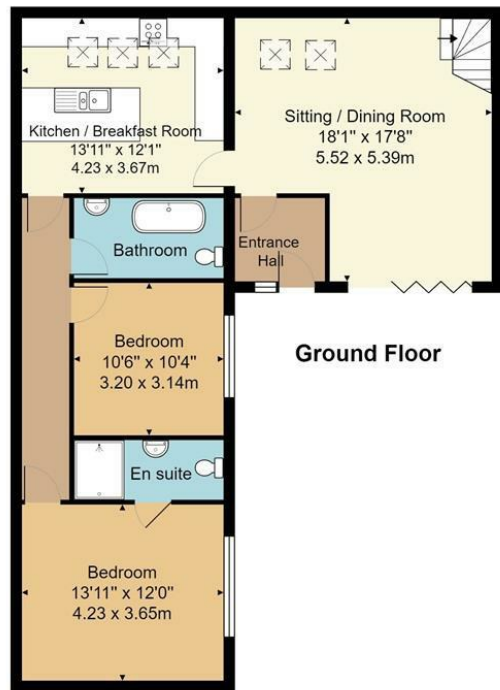 Kitchen / Breakfast Room
13'11" x 12'1"
4.23 x 3.67m
Sitting / Dining Room
18'1" x 17'8"
5.52 x 5.39m
Bathroom
Entrance
Hall
Bedroom
10'6" x 10'4"
3.20 x 3.14m
Ground Floor
En suite
Bedroom
13'11" x 12'0"
4.23 x 3.65m